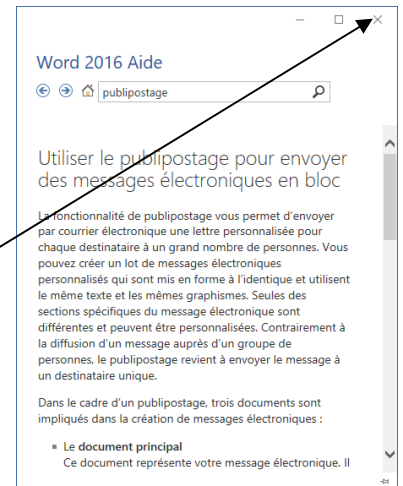 Word 2016 Aide
publipostage
Utiliser le publipostage pour envoyer
des messages électroniques en bloc
La fonctionnalité de publipostage vous permet d'envoyer
par courrier électronique une lettre personnalisée pour
chaque destinataire à un grand nombre de personnes. Vous
pouvez créer un lot de messages électroniques
personnalisés qui sont mis en forme à l'identique et utilisent
le même texte et les mêmes graphismes. Seules des
sections spécifiques du message électronique sont
différentes et peuvent être personnalisées. Contrairement à
la diffusion d'un message auprès d'un groupe de
personnes, le publipostage revient à envoyer le message à
un destinataire unique.
Dans le cadre d'un publipostage, trois documents sont
impliqués dans la création de messages électroniques :
Le document principal
Ce document représente votre message électronique. Il